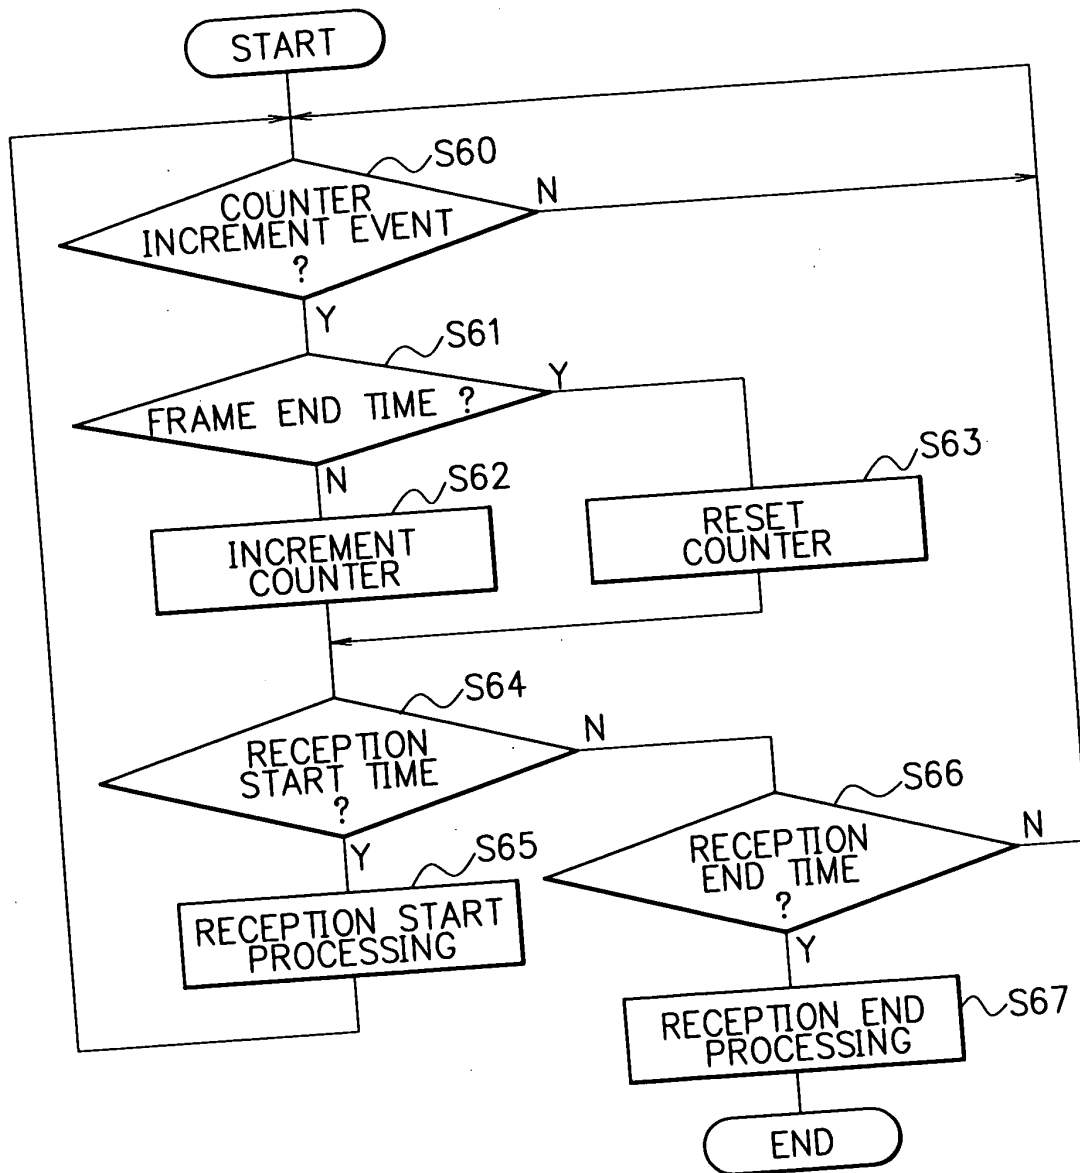 START
S60
COUNTER
INCREMENT EVENT
?
N
Y
S61
FRAME END TIME ?
Y
N
S62
INCREMENT
COUNTER
S63
RESET
COUNTER
S64
RECEPTION
START TIME
?
N
Y
S65
RECEPTION START
PROCESSING
S66
RECEPTION
END TIME
?
N
Y
S67
RECEPTION END
PROCESSING
END